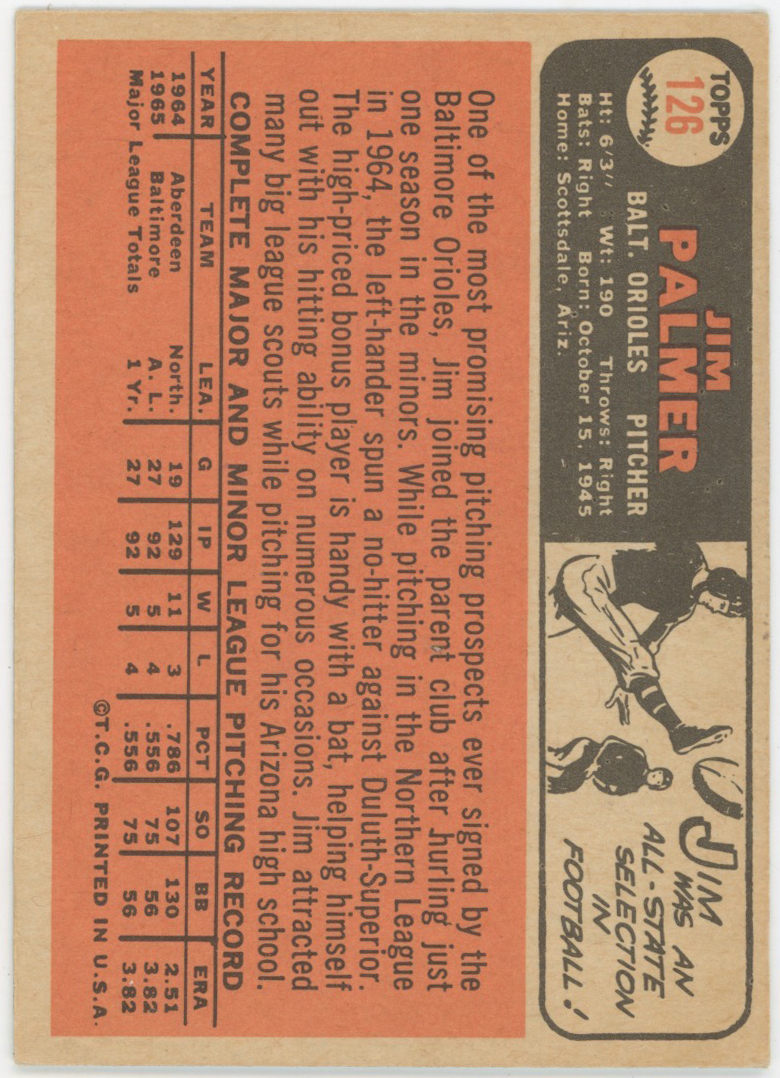 TOPPS
126
JIM
PALMER
BALT. ORIOLES PITCHER
Ht: 6'3" Wt: 190 Throws: Right
Bats: Right Born: October 15, 1945
Home: Scottsdale, Ariz.
JIM
WAS AN
ALL-STATE
SELECTION
IN
FOOTBALL!
One of the most promising pitching prospects ever signed by the
Baltimore Orioles, Jim joined the parent club after hurling just
one season in the minors. While pitching in the Northern League
in 1964, the left-hander spun a no-hitter against Duluth-Superior.
The high-priced bonus player is handy with a bat, helping himself
out with his hitting ability on numerous occasions. Jim attracted
many big league scouts while pitching for his Arizona high school.
COMPLETE MAJOR AND MINOR LEAGUE PITCHING RECORD
YEAR TEAM LEA. G IP W L PCT SO BB ERA
1964 Aberdeen North. 19 129 11 3 .786 107 130 2.51
1965 Baltimore A. L. 27 92 5 4 .556 75 56 3.82
Major League Totals 1 Yr. 27 92 5 4 .556 75 56 3.82
©T.C.G. PRINTED IN U.S.A.